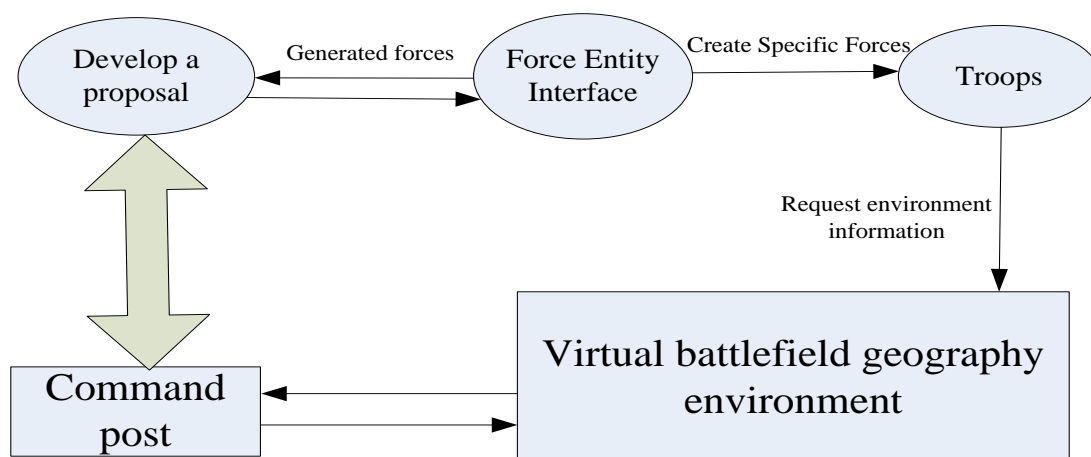 Develop a
proposal
Generated forces
Force Entity
Interface
Create Specific Forces
Troops
Request environment
information
Command
post
Virtual battlefield geography
environment